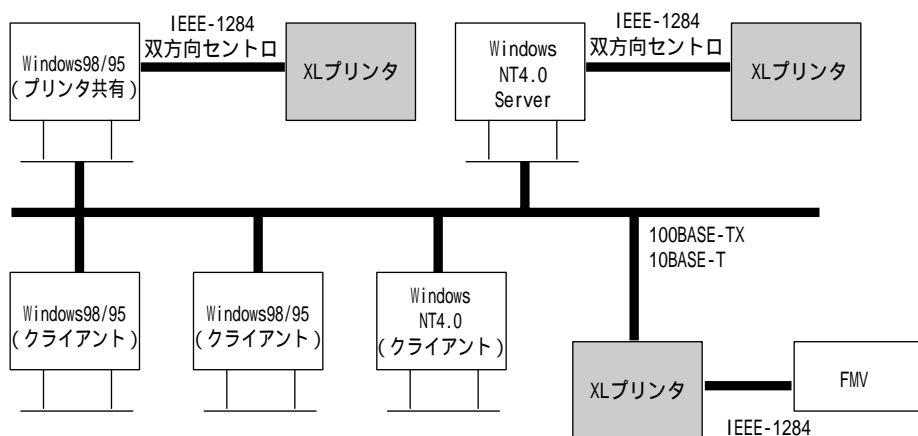 IEEE-1284
双方向セントロ
Windows98/95
(プリンタ共有)
XLプリンタ
Windows
NT4.0
Server
IEEE-1284
双方向セントロ
XLプリンタ
100BASE-TX
10BASE-T
Windows98/95
(クライアント)
Windows98/95
(クライアント)
Windows
NT4.0
(クライアント)
XLプリンタ
FMV
IEEE-1284